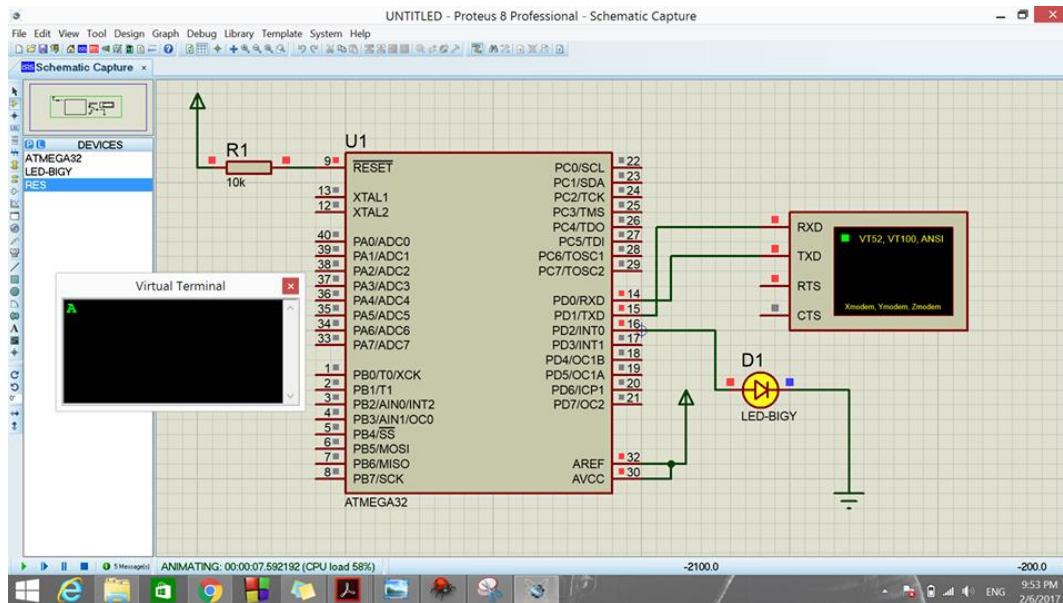 UNTITLED - Proteus 8 Professional - Schematic Capture
File Edit View Tool Design Graph Debug Library Template System Help
Schematic Capture
DEVICES
ATMEGA32
LED-BIGY
RES
R1
10k
U1
9 RESET
13 XTAL1
12 XTAL2
40 PA0/ADC0
39 PA1/ADC1
38 PA2/ADC2
37 PA3/ADC3
36 PA4/ADC4
35 PA5/ADC5
34 PA6/ADC6
33 PA7/ADC7
1 PB0/T0/XCK
2 PB1/T1
3 PB2/AIN0/INT2
4 PB3/AIN1/OC0
5 PB4/SS
6 PB5/MOSI
7 PB6/MISO
8 PB7/SCK
PC0/SCL 22
PC1/SDA 23
PC2/TCK 24
PC3/TMS 25
PC4/TDO 26
PC5/TDI 27
PC6/TOSC1 28
PC7/TOSC2 29
PD0/RXD 14
PD1/TXD 15
PD2/INT0 16
PD3/INT1 17
PD4/OC1B 18
PD5/OC1A 19
PD6/ICP1 20
PD7/OC2 21
AREF 32
AVCC 30
ATMEGA32
Virtual Terminal
A
RXD
TXD
RTS
CTS
VT52, VT100, ANSI
Xmodem, Ymodem, Zmodem
D1
LED-BIGY
5 Message(s)
ANIMATING: 00:00:07.592192 (CPU load 58%)
-2100.0
-200.0
ENG
9:53 PM
2/6/2017